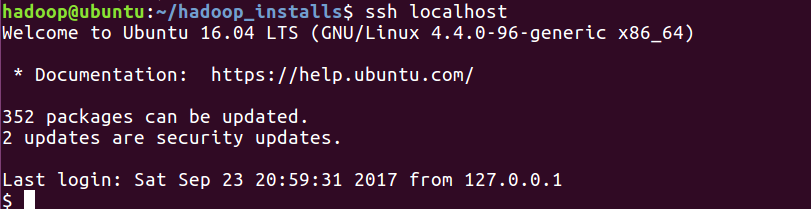 hadoop@ubuntu:~/hadoop_installs$ ssh localhost
Welcome to Ubuntu 16.04 LTS (GNU/Linux 4.4.0-96-generic x86_64)
* Documentation:  https://help.ubuntu.com/
352 packages can be updated.
2 updates are security updates.
Last login: Sat Sep 23 20:59:31 2017 from 127.0.0.1
$